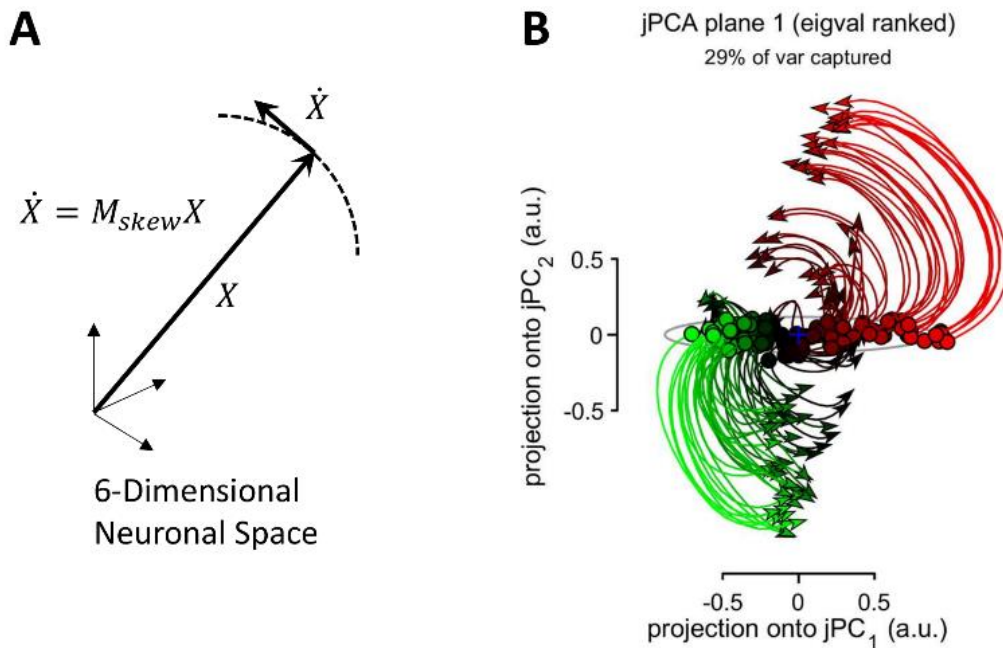 A
Ẋ
Ẋ = M_skew X
X
6-Dimensional
Neuronal Space
B
jPCA plane 1 (eigval ranked)
29% of var captured
projection onto jPC₂ (a.u.)
0.5
0
-0.5
-0.5 0 0.5
projection onto jPC₁ (a.u.)